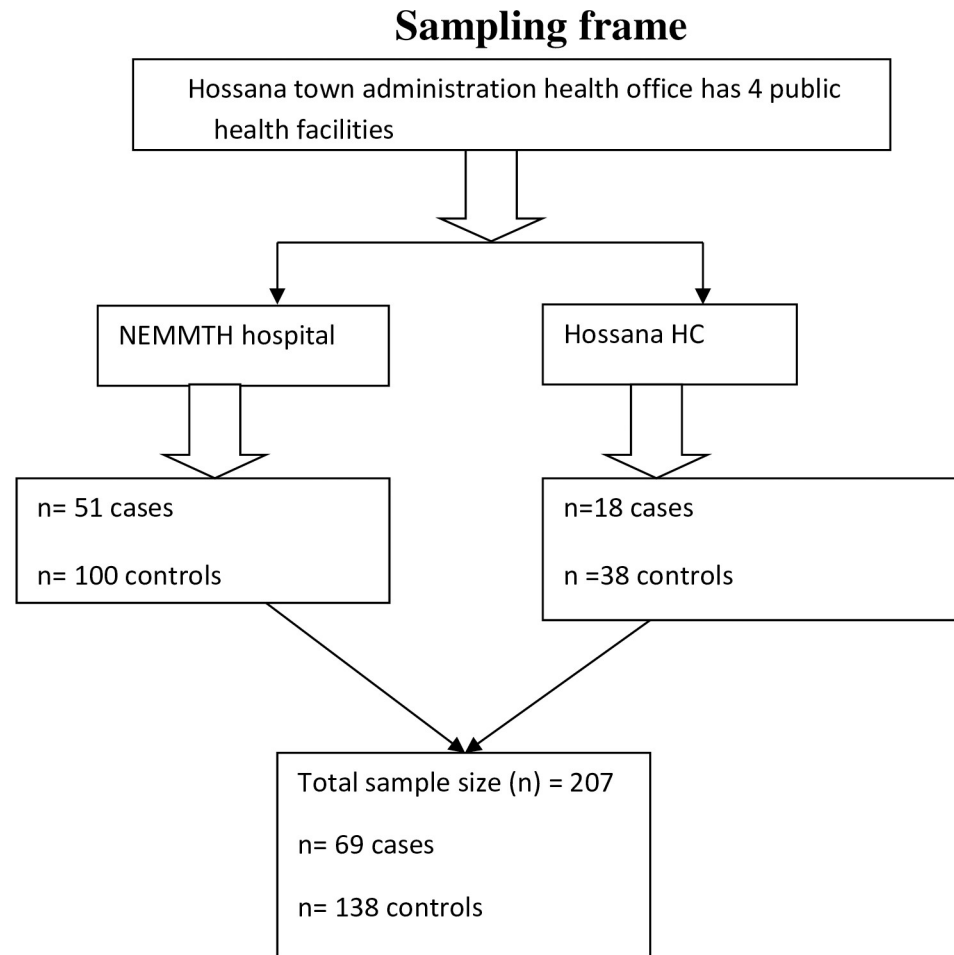 Sampling frame
Hossana town administration health office has 4 public
health facilities
NEMMTH hospital
Hossana HC
n= 51 cases
n= 100 controls
n=18 cases
n =38 controls
Total sample size (n) = 207
n= 69 cases
n= 138 controls